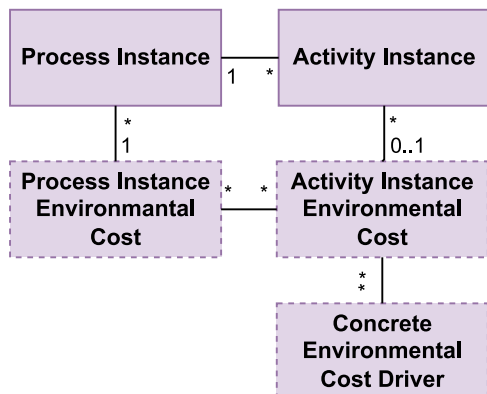 Process Instance
1
*
Activity Instance
*
1
*
0..1
Process Instance
Environmantal
Cost
*
*
Activity Instance
Environmental
Cost
*
*
Concrete
Environmental
Cost Driver